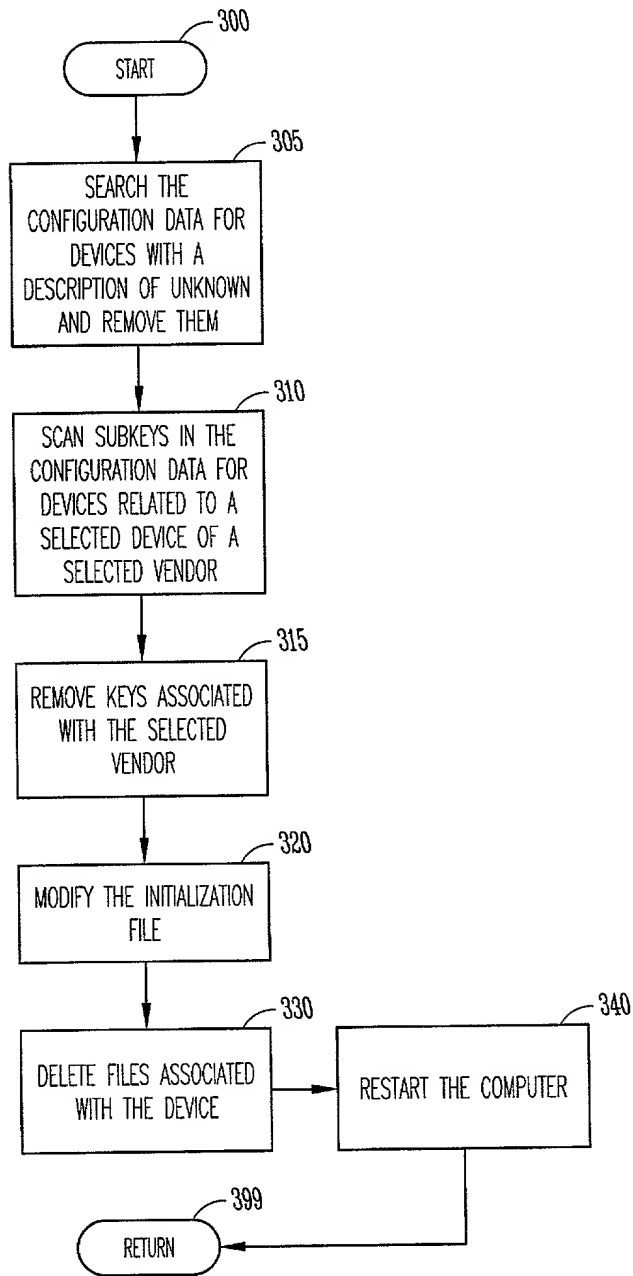 300
START
305
SEARCH THE
CONFIGURATION DATA FOR
DEVICES WITH A
DESCRIPTION OF UNKNOWN
AND REMOVE THEM
310
SCAN SUBKEYS IN THE
CONFIGURATION DATA FOR
DEVICES RELATED TO A
SELECTED DEVICE OF A
SELECTED VENDOR
315
REMOVE KEYS ASSOCIATED
WITH THE SELECTED
VENDOR
320
MODIFY THE INITIALIZATION
FILE
330
DELETE FILES ASSOCIATED
WITH THE DEVICE
340
RESTART THE COMPUTER
399
RETURN